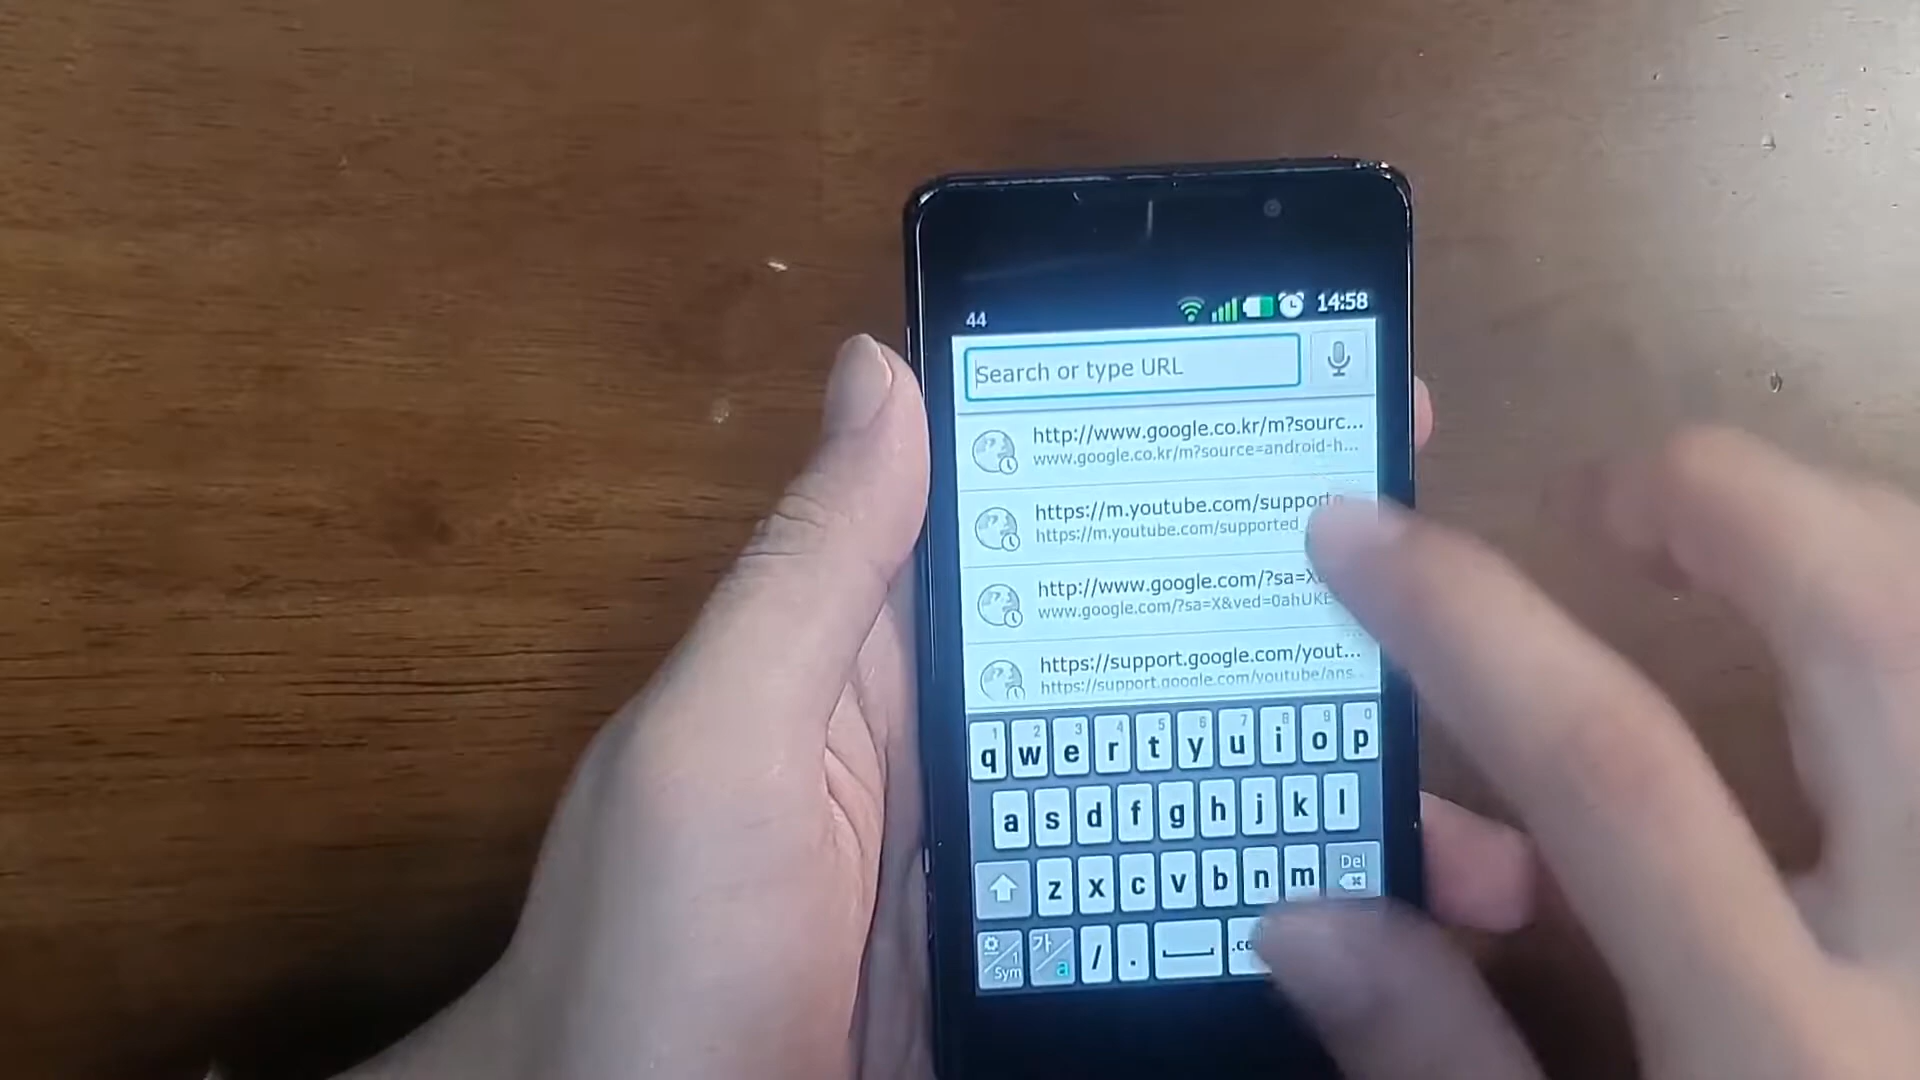 44 14:58
Search or type URL
http://www.google.co.kr/m?sourc...
www.google.co.kr/m?source=android-h...
https://m.youtube.com/supporte
https://m.youtube.com/supported
http://www.google.com/?sa=X
www.google.com/?sa=X&ved=0ahUKE
https://support.google.com/yout...
https://support.google.com/youtube/ans...
1 2 3 4 5 6 7 8 9 0
q w e r t y u i o p
a s d f g h j k l
z x c v b n m Del
1 Sym 가 a / . .co